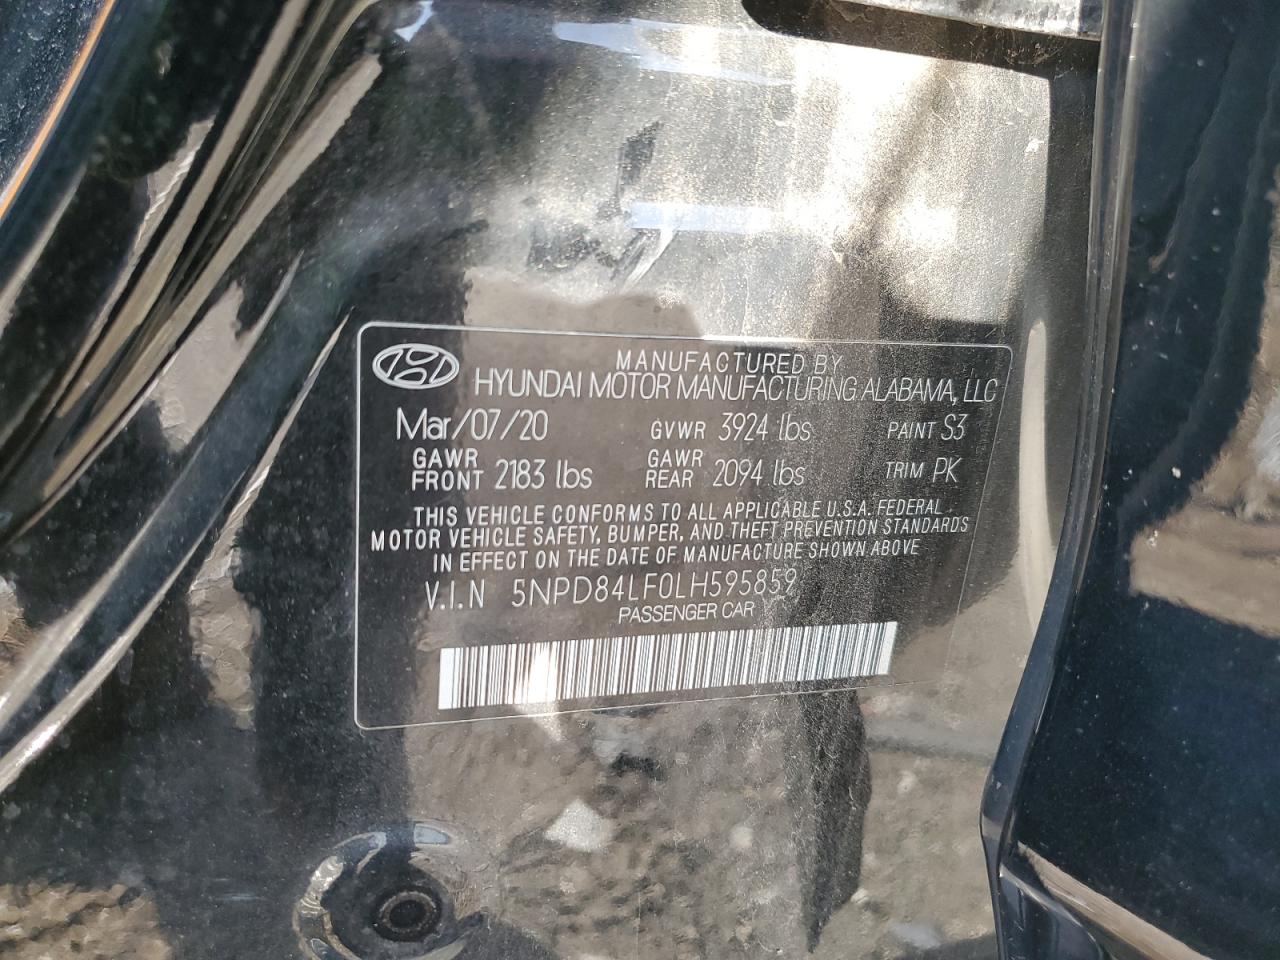 MANUFACTURED BY
HYUNDAI MOTOR MANUFACTURING ALABAMA, LLC
Mar/07/20 GVWR 3924 lbs PAINT S3
GAWR FRONT 2183 lbs GAWR REAR 2094 lbs TRIM PK
THIS VEHICLE CONFORMS TO ALL APPLICABLE U.S.A. FEDERAL
MOTOR VEHICLE SAFETY, BUMPER, AND THEFT PREVENTION STANDARDS
IN EFFECT ON THE DATE OF MANUFACTURE SHOWN ABOVE
V.I.N 5NPD84LF0LH595859
PASSENGER CAR